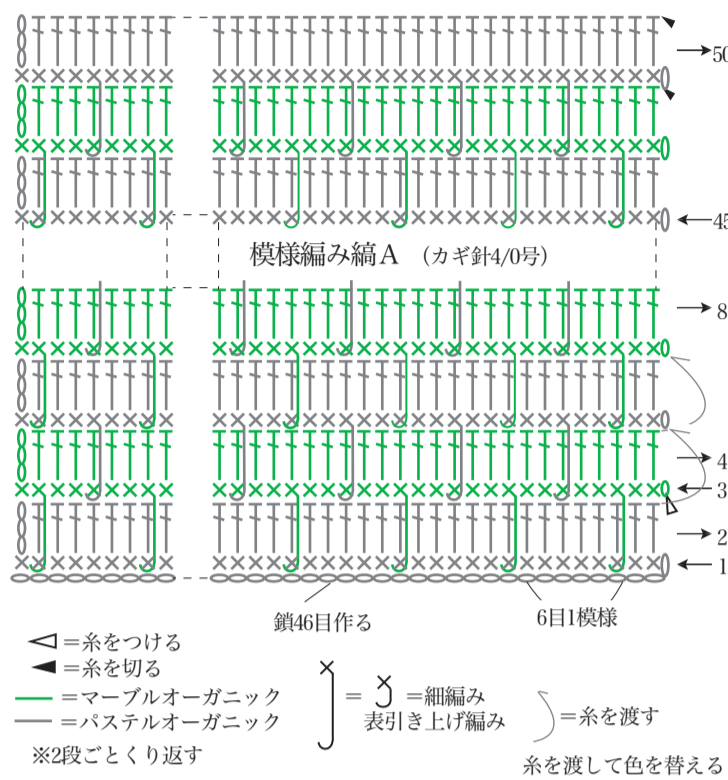 50
45
模様編み縞A （カギ針4/0号）
8
4
3
2
1
鎖46目作る
6目1模様
＝糸をつける
＝糸を切る
＝マーブルオーガニック
＝パステルオーガニック
※2段ごとくり返す
＝ ＝細編み
表引き上げ編み
＝糸を渡す
糸を渡して色を替える